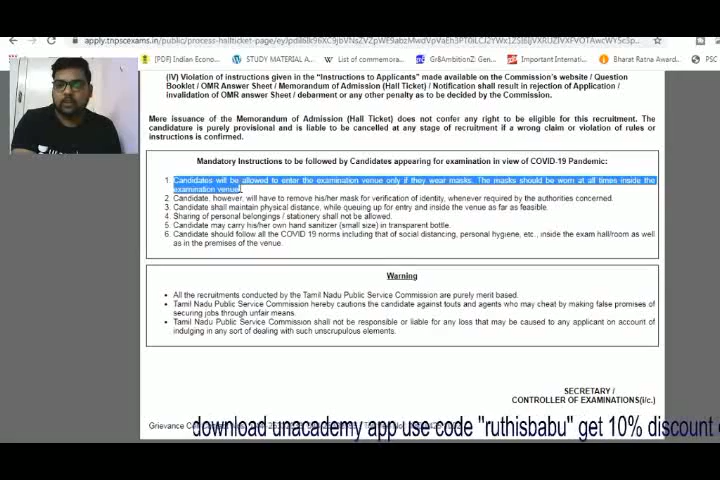 apply.tnpscexams.in/public/process-hallticket-page/
[PDF] Indian Econo... STUDY MATERIAL A... List of commemora... GrBAmbitionZ: Gen... Important Internati... Bharat Ratna Award... PSC
(IV) Violation of instructions given in the "Instructions to Applicants" made available on the Commission's website / Question
Booklet / OMR Answer Sheet / Memorandum of Admission (Hall Ticket) / Notification shall result in rejection of Application /
invalidation of OMR answer Sheet / debarment or any other penalty as to be decided by the Commission.
Mere issuance of the Memorandum of Admission (Hall Ticket) does not confer any right to be eligible for this recruitment. The
candidature is purely provisional and is liable to be cancelled at any stage of recruitment if a wrong claim or violation of rules or
instructions is confirmed.
Mandatory Instructions to be followed by Candidates appearing for examination in view of COVID-19 Pandemic:
1. Candidates will be allowed to enter the examination venue only if they wear masks. The masks should be worn at all times inside the
examination venue.
2. Candidate, however, will have to remove his/her mask for verification of identity, whenever required by the authorities concerned.
3. Candidate shall maintain physical distance, while queuing up for entry and inside the venue as far as feasible.
4. Sharing of personal belongings / stationery shall not be allowed.
5. Candidate may carry his/her own hand sanitizer (small size) in transparent bottle.
6. Candidate should follow all the COVID 19 norms including that of social distancing, personal hygiene, etc., inside the exam hall/room as well
as in the premises of the venue.
Warning
• All the recruitments conducted by the Tamil Nadu Public Service Commission are purely merit based.
• Tamil Nadu Public Service Commission hereby cautions the candidate against touts and agents who may cheat by making false promises of
securing jobs through unfair means.
• Tamil Nadu Public Service Commission shall not be responsible or liable for any loss that may be caused to any applicant on account of
indulging in any sort of dealing with such unscrupulous elements.
SECRETARY /
CONTROLLER OF EXAMINATIONS(i/c.)
Grievance
download unacademy app use code "ruthisbabu" get 10% discount